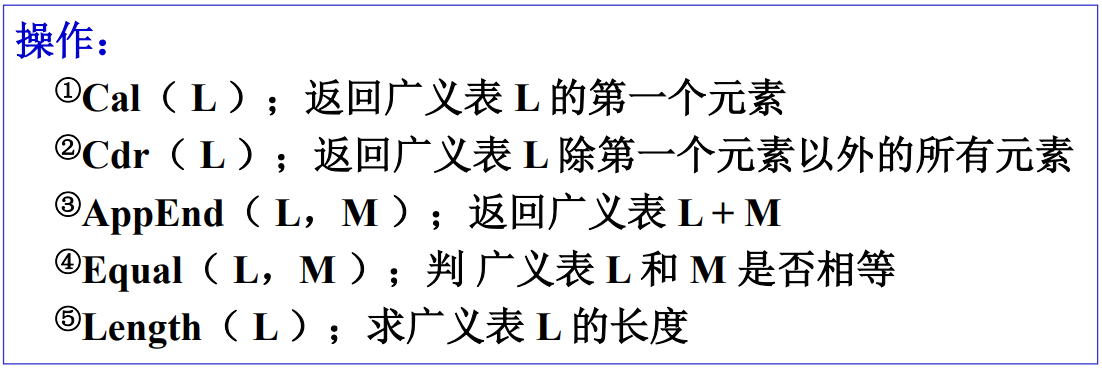 操作：
①Cal（ L ）；返回广义表 L 的第一个元素
②Cdr（ L ）；返回广义表 L 除第一个元素以外的所有元素
③AppEnd（ L，M ）；返回广义表 L + M
④Equal（ L，M ）；判 广义表 L 和 M 是否相等
⑤Length（ L ）；求广义表 L 的长度